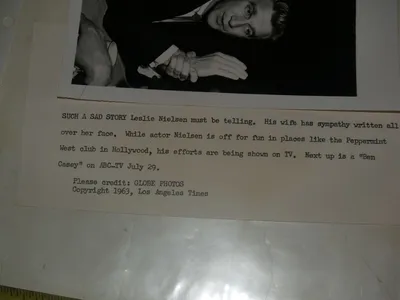 SUCH A SAD STORY Leslie Nielsen must be telling. His wife has sympathy written all
over her face. While actor Nielsen is off for fun in places like the Peppermint
West club in Hollywood, his efforts are being shown on TV. Next up is a "Ben
Casey" on ABC-TV July 29.
Please credit: GLOBE PHOTOS
Copyright 1963, Los Angeles Times